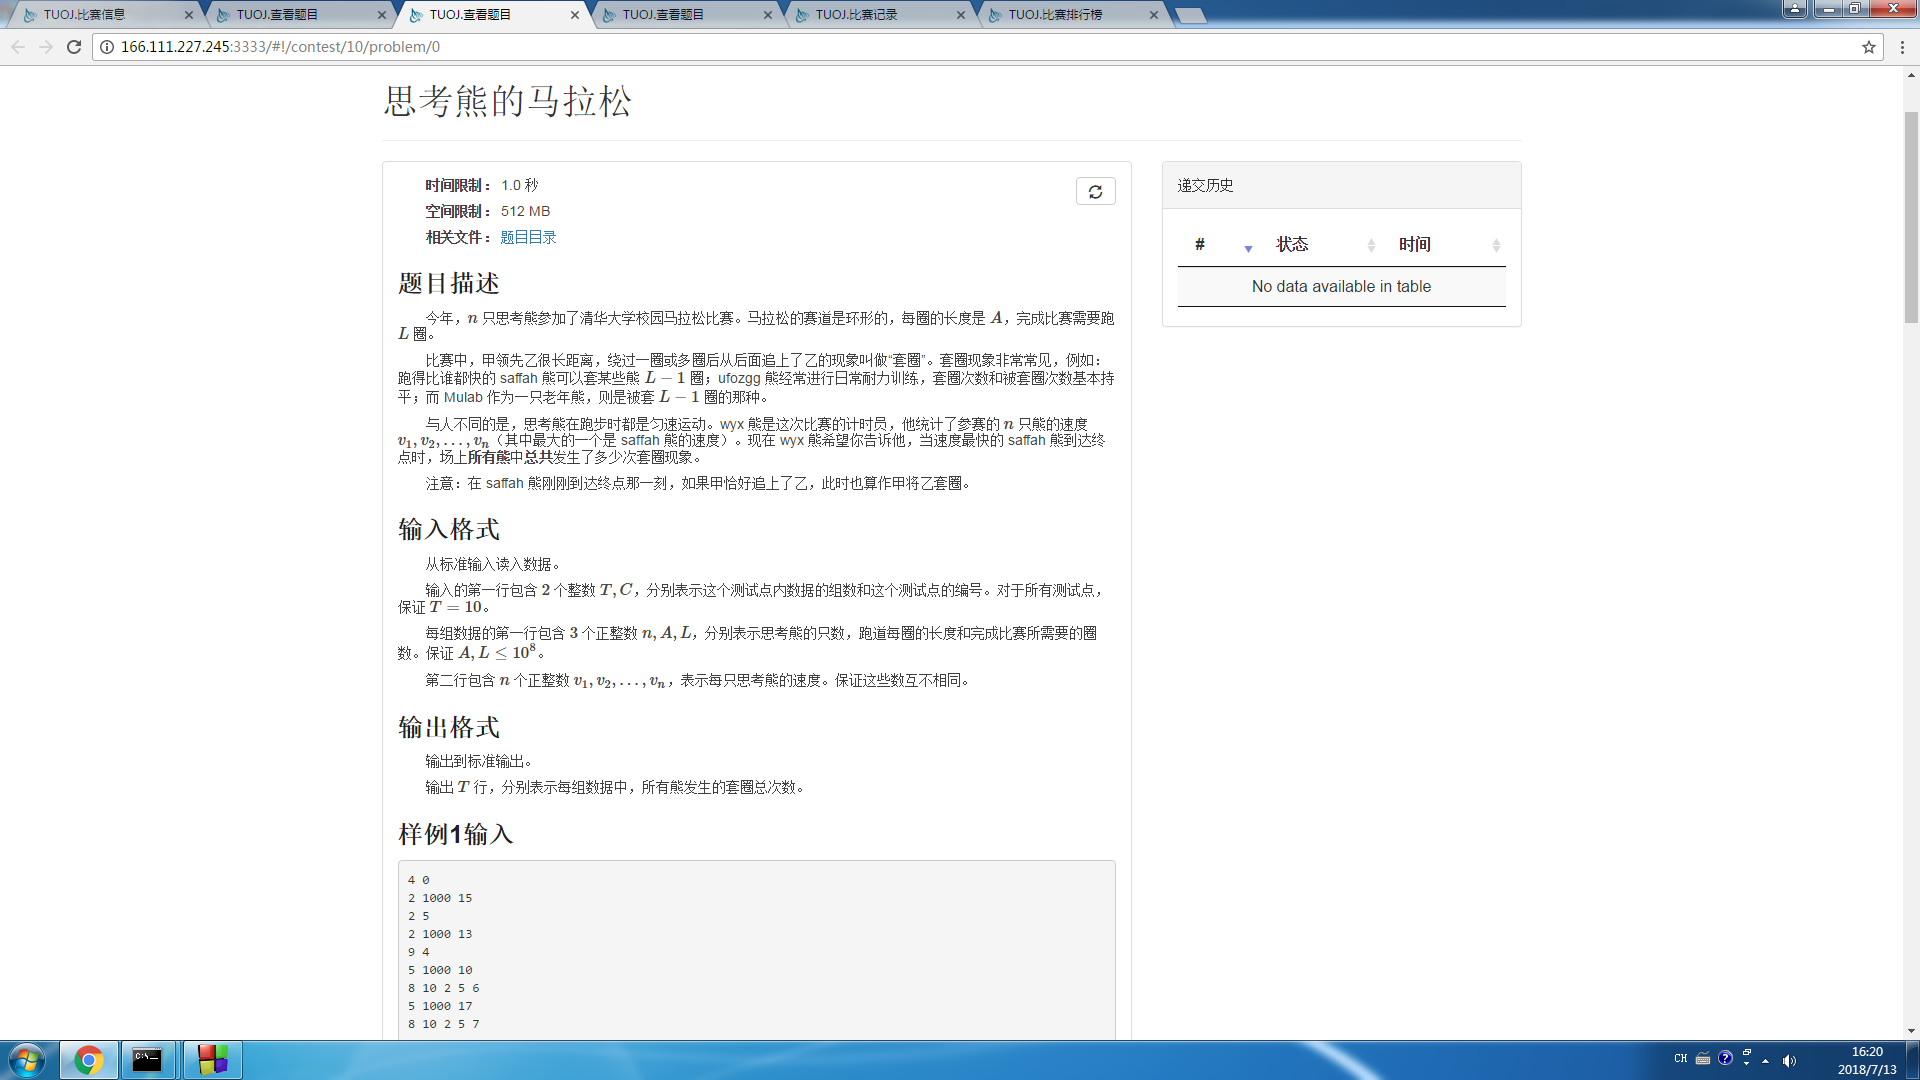 TUOJ.比赛信息
TUOJ.查看题目
TUOJ.查看题目
TUOJ.查看题目
TUOJ.比赛记录
TUOJ.比赛排行榜
166.111.227.245:3333/#!/contest/10/problem/0
思考熊的马拉松
时间限制： 1.0 秒
空间限制： 512 MB
相关文件： 题目目录
题目描述
今年，n 只思考熊参加了清华大学校园马拉松比赛。马拉松的赛道是环形的，每圈的长度是 A，完成比赛需要跑
L 圈。
比赛中，甲领先乙很长距离，绕过一圈或多圈后从后面追上了乙的现象叫做“套圈”。套圈现象非常常见，例如：
跑得比谁都快的 saffah 熊可以套某些熊 L − 1 圈；ufozgg 熊经常进行日常耐力训练，套圈次数和被套圈次数基本持
平；而 Mulab 作为一只老年熊，则是被套 L − 1 圈的那种。
与人不同的是，思考熊在跑步时都是匀速运动。wyx 熊是这次比赛的计时员，他统计了参赛的 n 只熊的速度
v1, v2, . . . , vn（其中最大的一个是 saffah 熊的速度）。现在 wyx 熊希望你告诉他，当速度最快的 saffah 熊到达终
点时，场上所有熊中总共发生了多少次套圈现象。
注意：在 saffah 熊刚刚到达终点那一刻，如果甲恰好追上了乙，此时也算作甲将乙套圈。
输入格式
从标准输入读入数据。
输入的第一行包含 2 个整数 T, C，分别表示这个测试点内数据的组数和这个测试点的编号。对于所有测试点，
保证 T = 10。
每组数据的第一行包含 3 个正整数 n, A, L，分别表示思考熊的只数，跑道每圈的长度和完成比赛所需要的圈
数。保证 A, L ≤ 10^8。
第二行包含 n 个正整数 v1, v2, . . . , vn，表示每只思考熊的速度。保证这些数互不相同。
输出格式
输出到标准输出。
输出 T 行，分别表示每组数据中，所有熊发生的套圈总次数。
样例1输入
4 0
2 1000 15
2 5
2 1000 13
9 4
5 1000 10
8 10 2 5 6
5 1000 17
8 10 2 5 7
递交历史
# 状态 时间
No data available in table
CH
16:20
2018/7/13